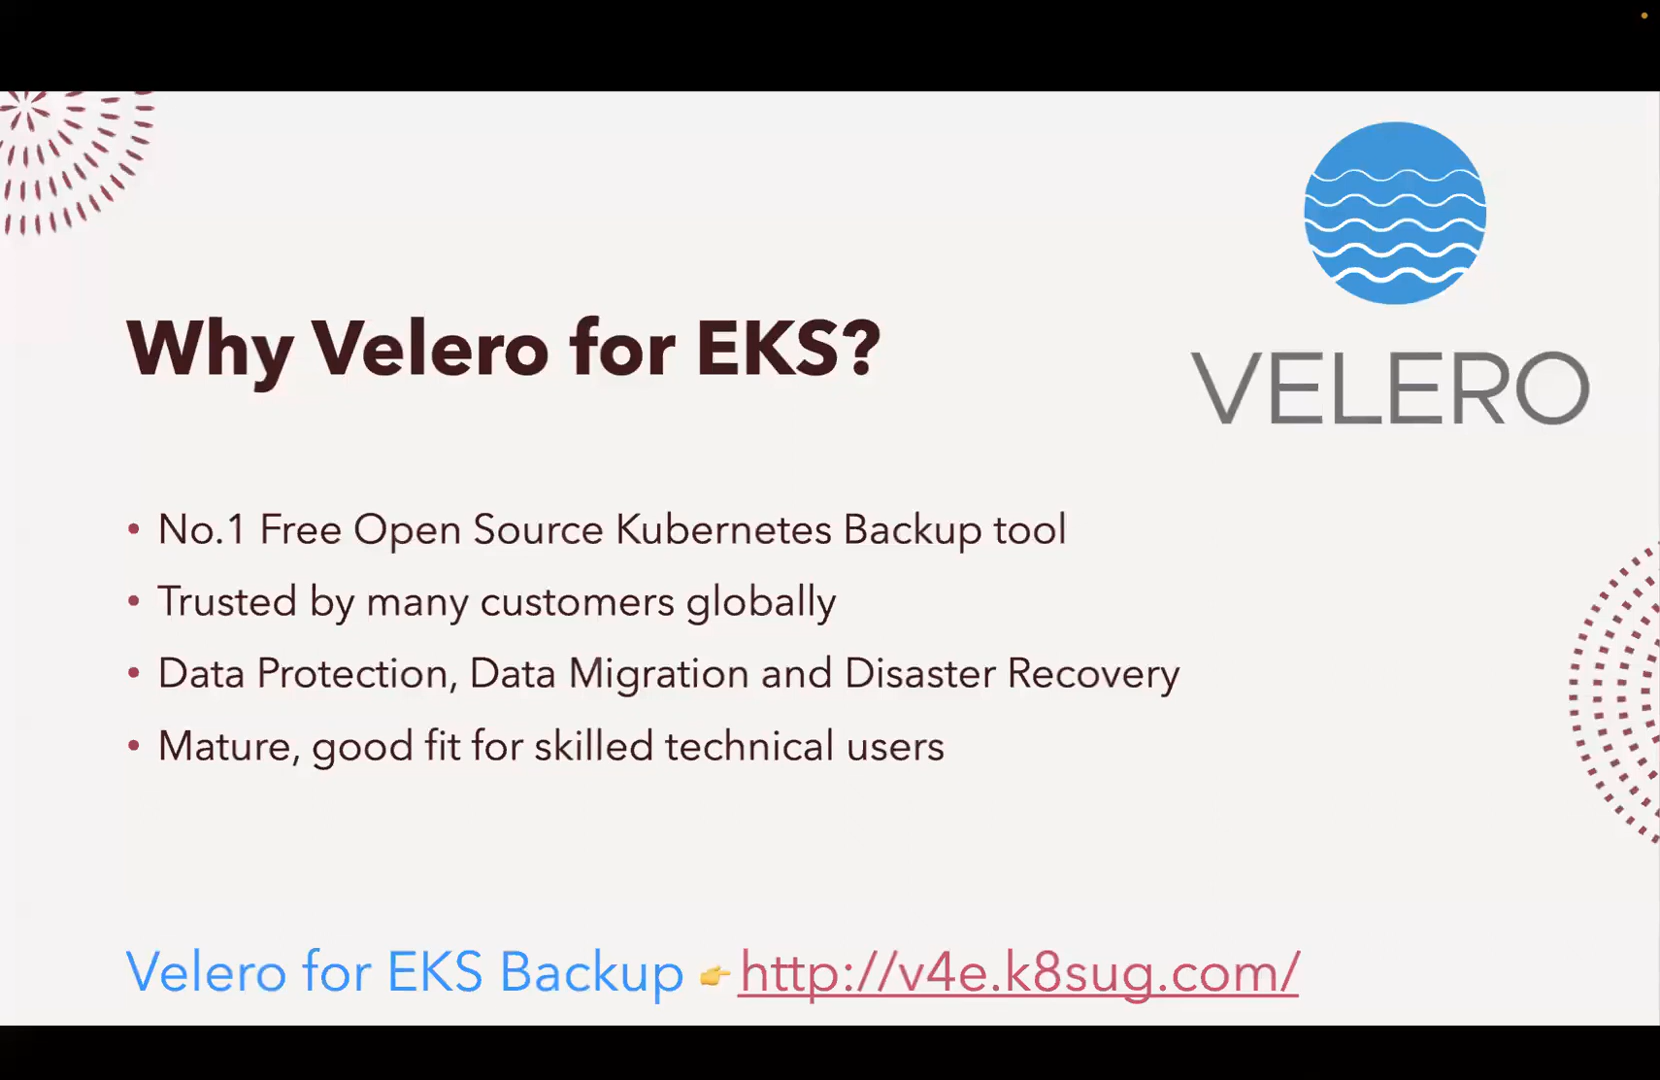 VELERO
Why Velero for EKS?
• No.1 Free Open Source Kubernetes Backup tool
• Trusted by many customers globally
• Data Protection, Data Migration and Disaster Recovery
• Mature, good fit for skilled technical users
Velero for EKS Backup 👉 http://v4e.k8sug.com/